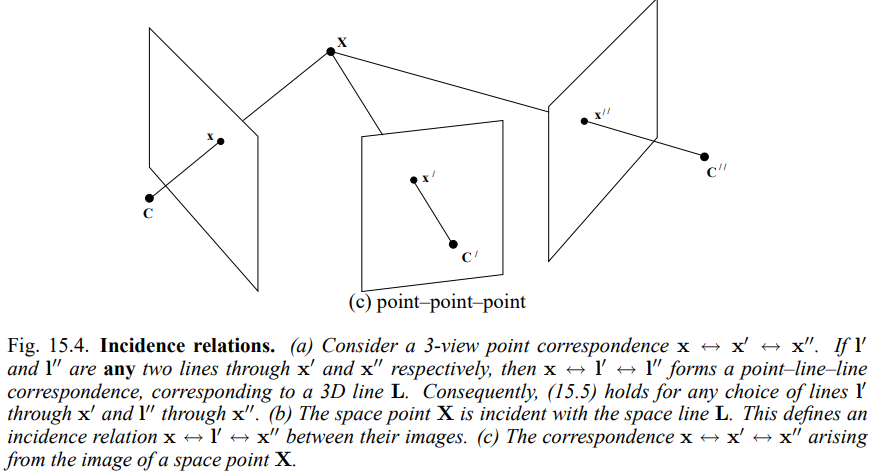 X
x
x′′
x′
C′′
C
C′
(c) point–point–point
Fig. 15.4. Incidence relations. (a) Consider a 3-view point correspondence x ↔ x′ ↔ x′′. If l′
and l′′ are any two lines through x′ and x′′ respectively, then x ↔ l′ ↔ l′′ forms a point–line–line
correspondence, corresponding to a 3D line L. Consequently, (15.5) holds for any choice of lines l′
through x′ and l′′ through x′′. (b) The space point X is incident with the space line L. This defines an
incidence relation x ↔ l′ ↔ x′′ between their images. (c) The correspondence x ↔ x′ ↔ x′′ arising
from the image of a space point X.